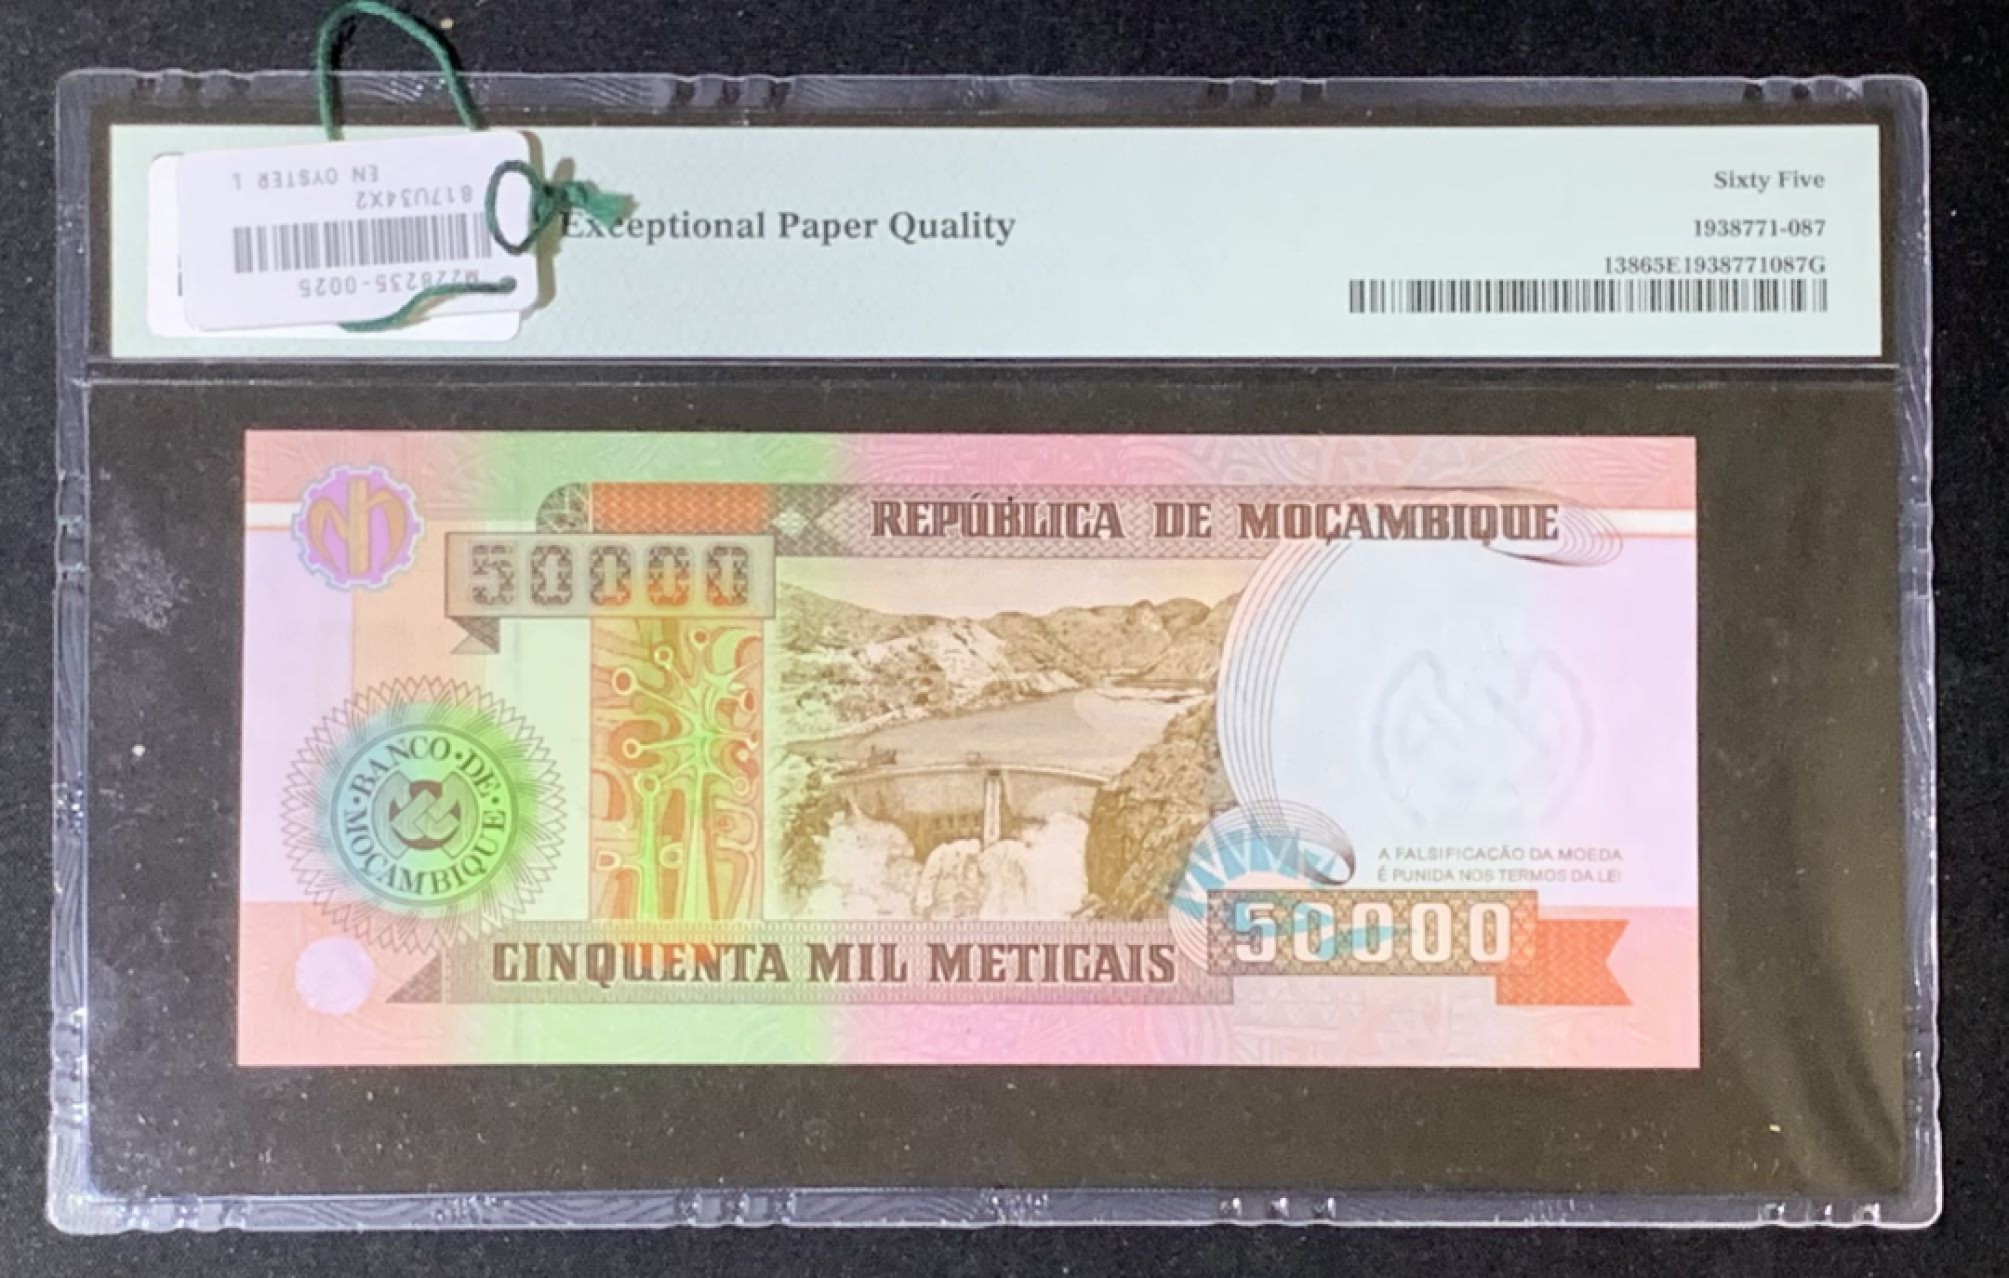 EN OYSTER L
817U34X2
M228235-0025
Exceptional Paper Quality
Sixty Five
1938771-087
13865E1938771087G
REPÚBLICA DE MOÇAMBIQUE
50000
BANCO·DE·MOÇAMBIQUE
A FALSIFICAÇÃO DA MOEDA
É PUNIDA NOS TERMOS DA LEI
50000
CINQUENTA MIL METICAIS